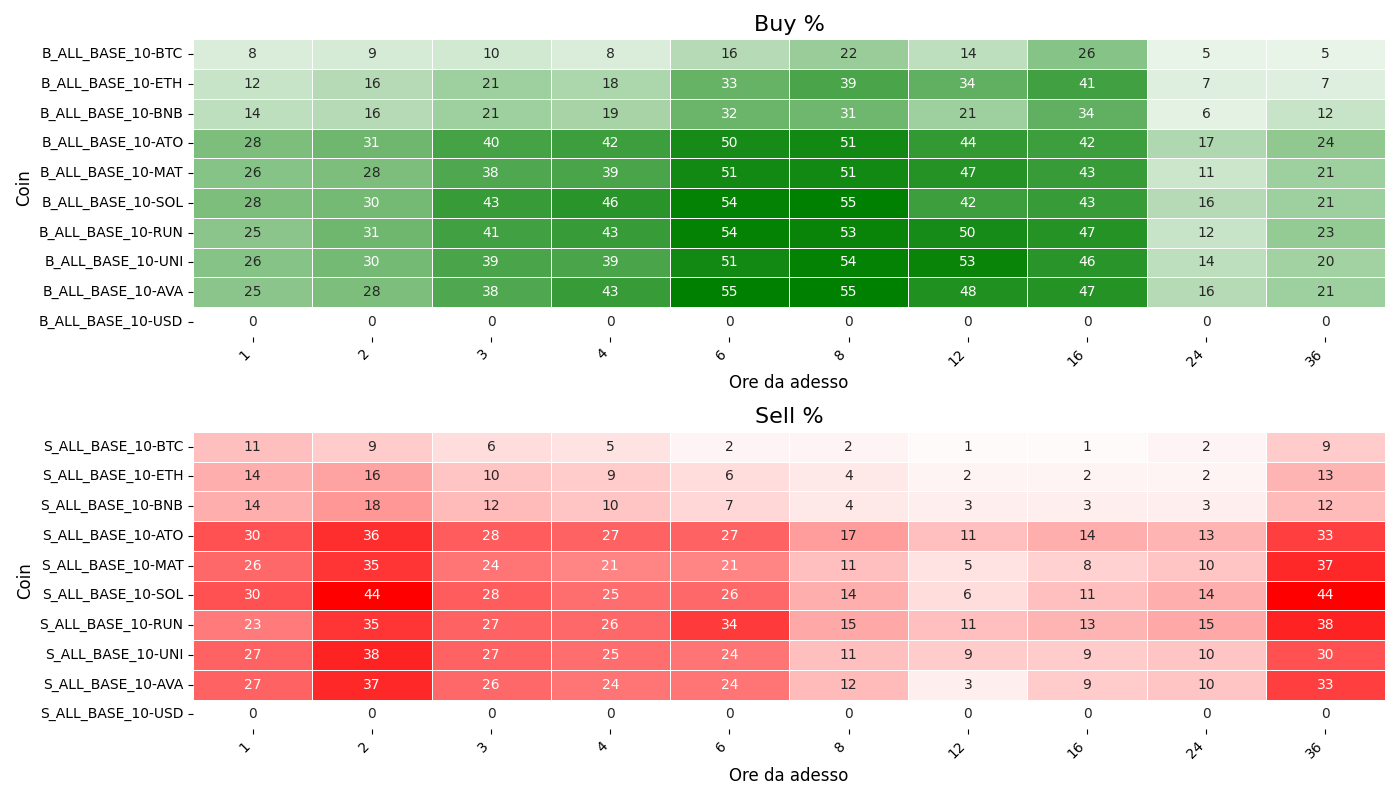 Buy %
Coin
B_ALL_BASE_10-BTC 8 9 10 8 16 22 14 26 5 5
B_ALL_BASE_10-ETH 12 16 21 18 33 39 34 41 7 7
B_ALL_BASE_10-BNB 14 16 21 19 32 31 21 34 6 12
B_ALL_BASE_10-ATO 28 31 40 42 50 51 44 42 17 24
B_ALL_BASE_10-MAT 26 28 38 39 51 51 47 43 11 21
B_ALL_BASE_10-SOL 28 30 43 46 54 55 42 43 16 21
B_ALL_BASE_10-RUN 25 31 41 43 54 53 50 47 12 23
B_ALL_BASE_10-UNI 26 30 39 39 51 54 53 46 14 20
B_ALL_BASE_10-AVA 25 28 38 43 55 55 48 47 16 21
B_ALL_BASE_10-USD 0 0 0 0 0 0 0 0 0 0
1 2 3 4 6 8 12 16 24 36
Ore da adesso
Sell %
Coin
S_ALL_BASE_10-BTC 11 9 6 5 2 2 1 1 2 9
S_ALL_BASE_10-ETH 14 16 10 9 6 4 2 2 2 13
S_ALL_BASE_10-BNB 14 18 12 10 7 4 3 3 3 12
S_ALL_BASE_10-ATO 30 36 28 27 27 17 11 14 13 33
S_ALL_BASE_10-MAT 26 35 24 21 21 11 5 8 10 37
S_ALL_BASE_10-SOL 30 44 28 25 26 14 6 11 14 44
S_ALL_BASE_10-RUN 23 35 27 26 34 15 11 13 15 38
S_ALL_BASE_10-UNI 27 38 27 25 24 11 9 9 10 30
S_ALL_BASE_10-AVA 27 37 26 24 24 12 3 9 10 33
S_ALL_BASE_10-USD 0 0 0 0 0 0 0 0 0 0
1 2 3 4 6 8 12 16 24 36
Ore da adesso